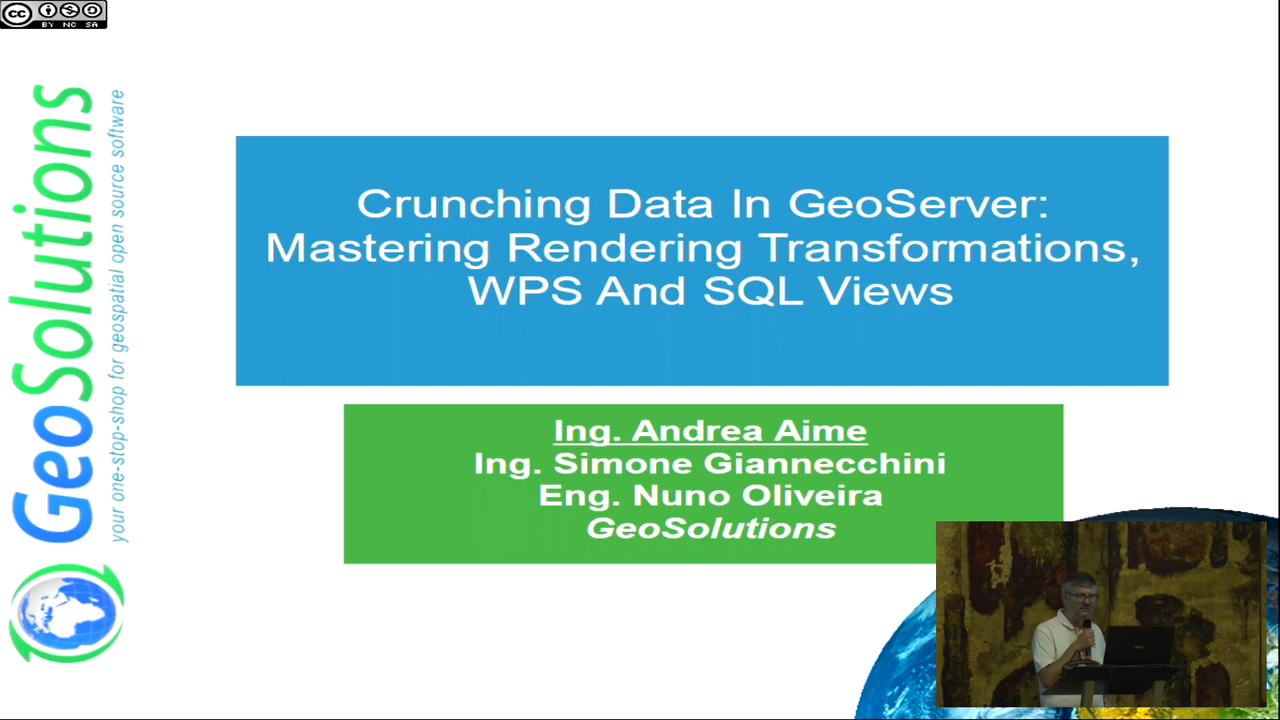 cc
BY NC SA
GeoSolutions
your one-stop-shop for geospatial open source software
Crunching Data In GeoServer:
Mastering Rendering Transformations,
WPS And SQL Views
Ing. Andrea Aime
Ing. Simone Giannecchini
Eng. Nuno Oliveira
GeoSolutions